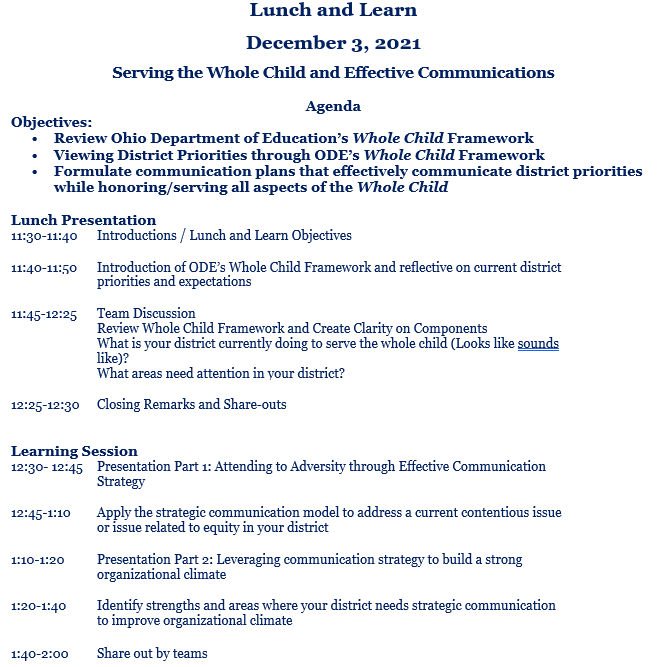 Lunch and Learn
December 3, 2021
Serving the Whole Child and Effective Communications
Agenda
Objectives:
• Review Ohio Department of Education's Whole Child Framework
• Viewing District Priorities through ODE's Whole Child Framework
• Formulate communication plans that effectively communicate district priorities
while honoring/serving all aspects of the Whole Child
Lunch Presentation
11:30-11:40 Introductions / Lunch and Learn Objectives
11:40-11:50 Introduction of ODE's Whole Child Framework and reflective on current district
priorities and expectations
11:45-12:25 Team Discussion
Review Whole Child Framework and Create Clarity on Components
What is your district currently doing to serve the whole child (Looks like sounds
like)?
What areas need attention in your district?
12:25-12:30 Closing Remarks and Share-outs
Learning Session
12:30- 12:45 Presentation Part 1: Attending to Adversity through Effective Communication
Strategy
12:45-1:10 Apply the strategic communication model to address a current contentious issue
or issue related to equity in your district
1:10-1:20 Presentation Part 2: Leveraging communication strategy to build a strong
organizational climate
1:20-1:40 Identify strengths and areas where your district needs strategic communication
to improve organizational climate
1:40-2:00 Share out by teams